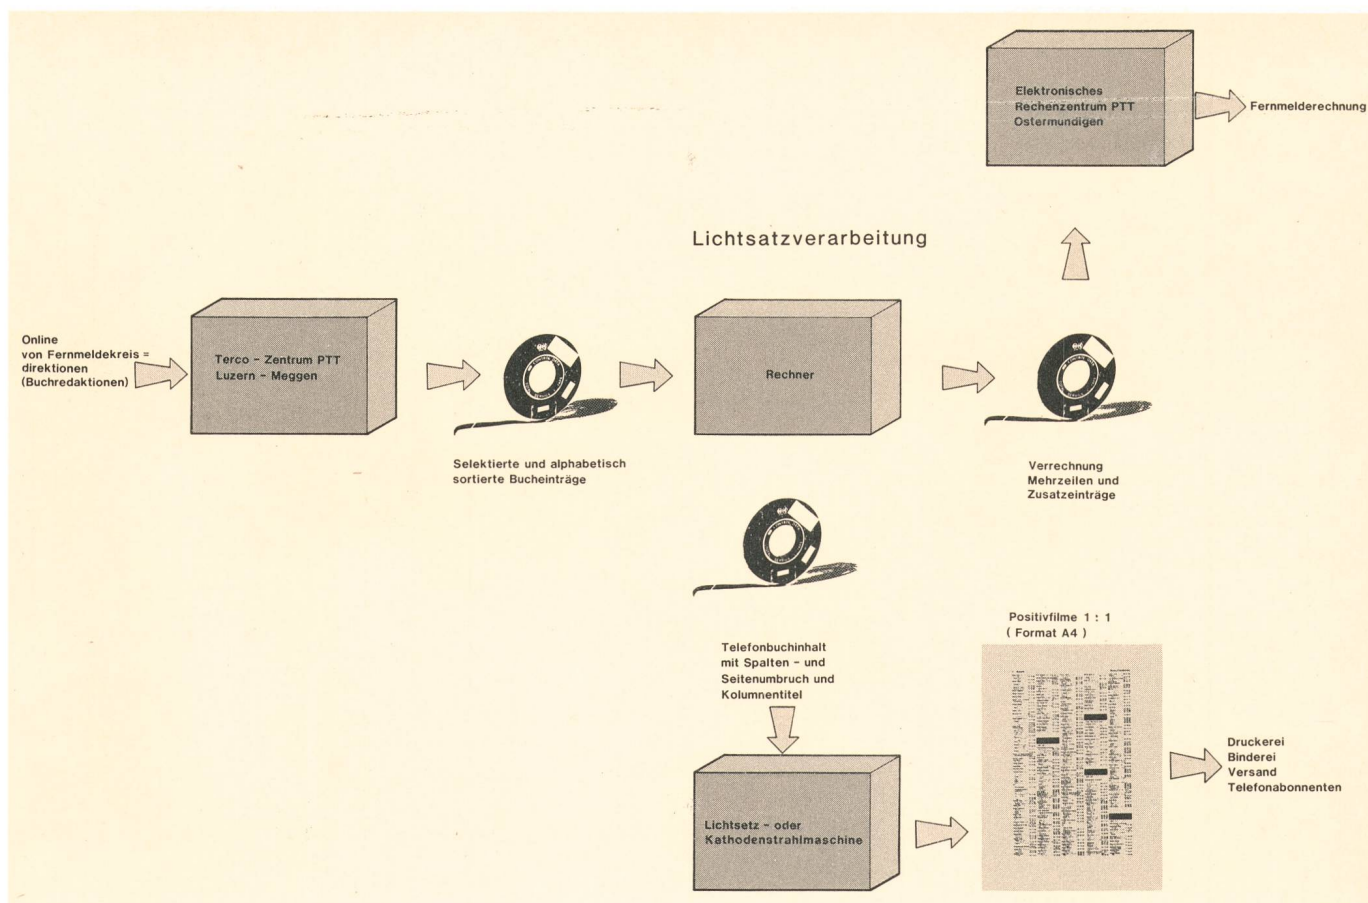 Elektronisches
Rechenzentrum PTT
Ostermundigen
Fernmelderechnung
Lichtsatzverarbeitung
Online
von Fernmeldekreis =
direktionen
(Buchredaktionen)
Terco - Zentrum PTT
Luzern - Meggen
Rechner
Selektierte und alphabetisch
sortierte Bucheinträge
Verrechnung
Mehrzeilen und
Zusatzeinträge
Telefonbuchinhalt
mit Spalten - und
Seitenumbruch und
Kolumnentitel
Positivfilme 1 : 1
( Format A4 )
Lichtsetz - oder
Kathodenstrahlmaschine
Druckerei
Binderei
Versand
Telefonabonnenten